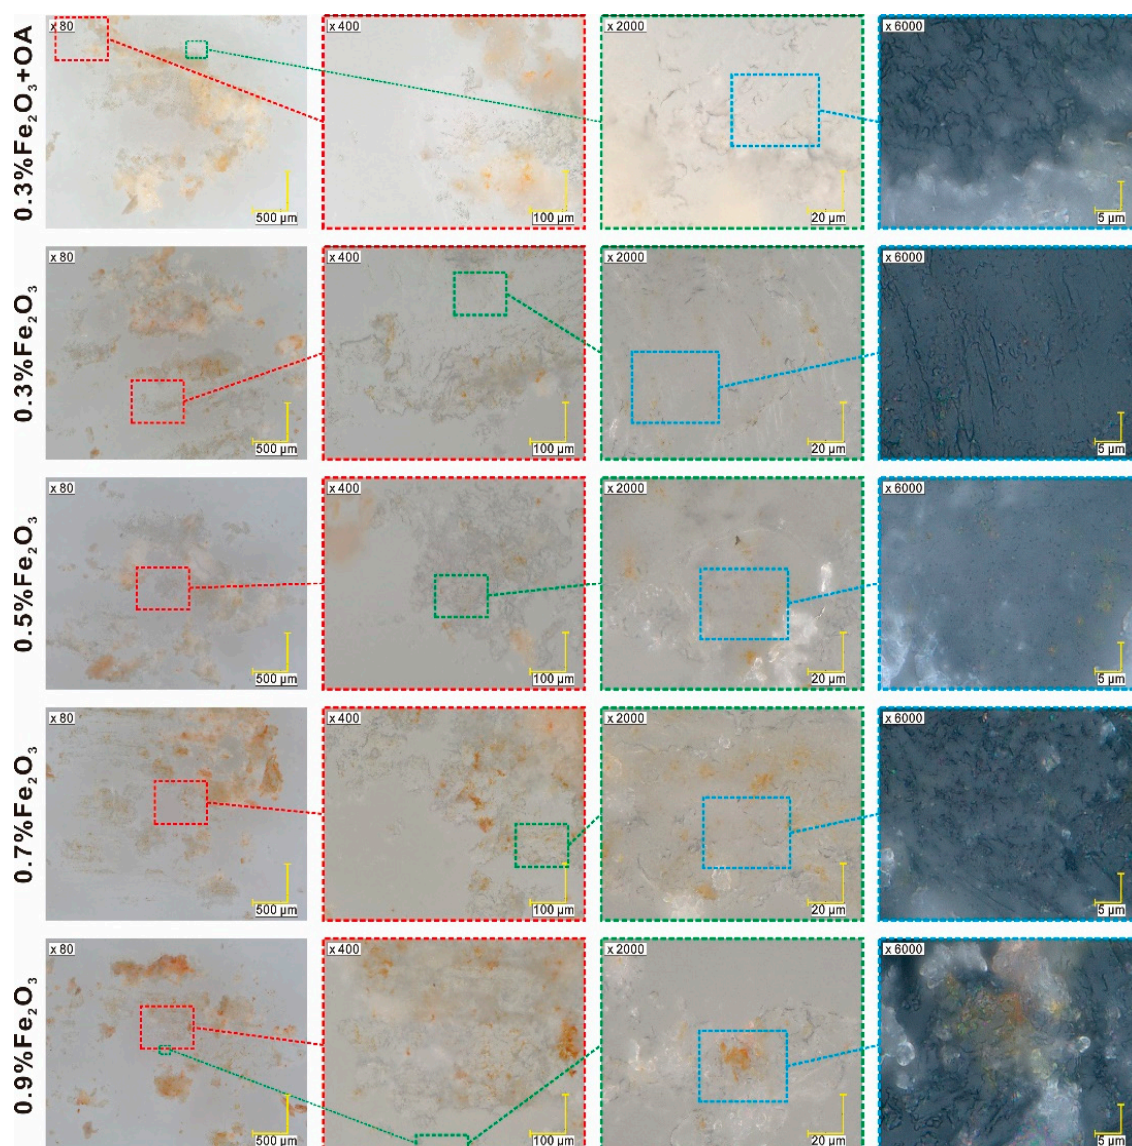 0.3%Fe₂O₃+OA
x 80
500 µm
x 400
100 µm
x 2000
20 µm
x 6000
5 µm
0.3%Fe₂O₃
x 80
500 µm
x 400
100 µm
x 2000
20 µm
x 6000
5 µm
0.5%Fe₂O₃
x 80
500 µm
x 400
100 µm
x 2000
20 µm
x 6000
5 µm
0.7%Fe₂O₃
x 80
500 µm
x 400
100 µm
x 2000
20 µm
x 6000
5 µm
0.9%Fe₂O₃
x 80
500 µm
x 400
100 µm
x 2000
20 µm
x 6000
5 µm